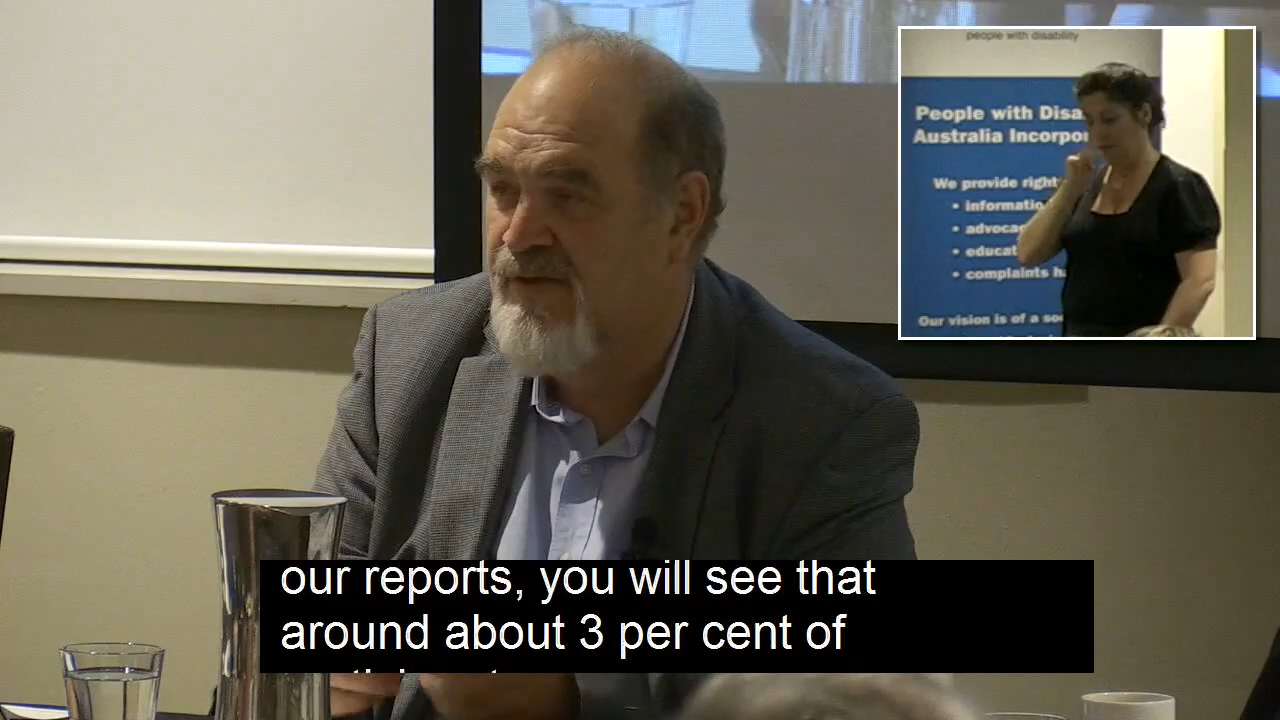 people with disability
People with Disa
Australia Incorpo
We provide right
• informatio
• advocac
• educat
• complaints h
Our vision is of a so
our reports, you will see that
around about 3 per cent of